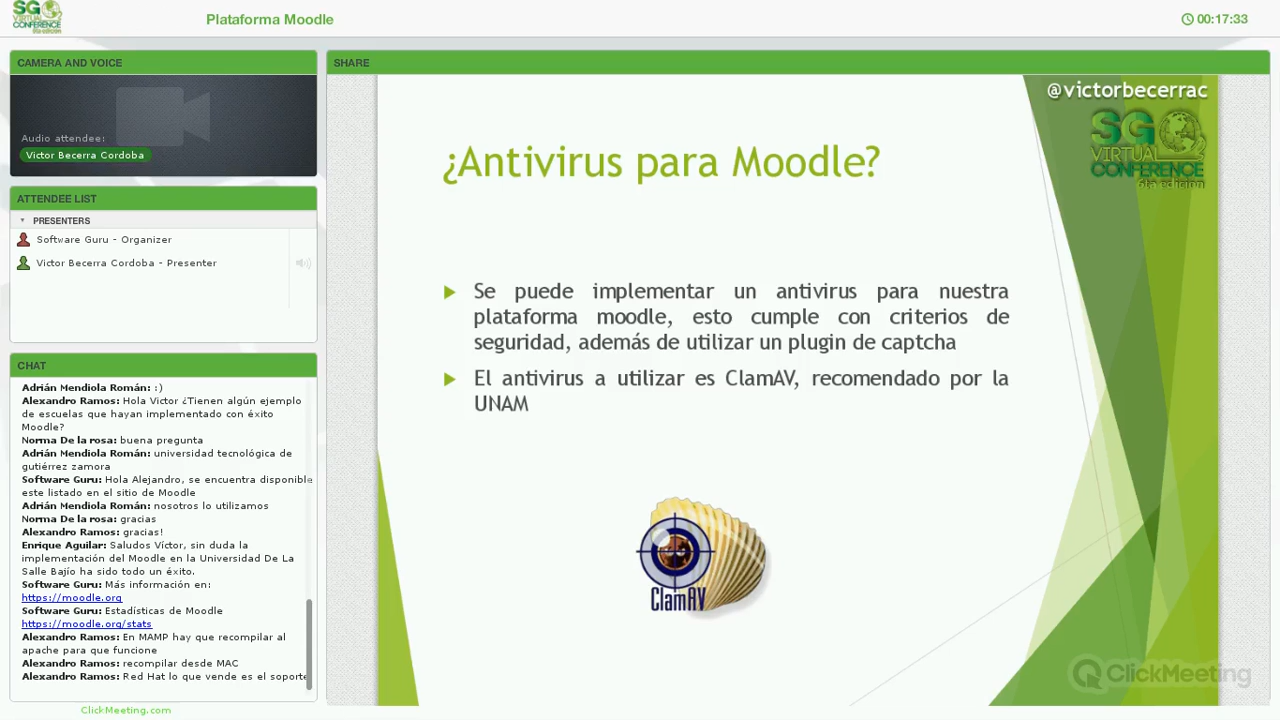 SG
VIRTUAL
CONFERENCE
6ta edición
Plataforma Moodle
00:17:33
CAMERA AND VOICE
Audio attendee:
Victor Becerra Cordoba
ATTENDEE LIST
PRESENTERS
Software Guru - Organizer
Victor Becerra Cordoba - Presenter
CHAT
Adrián Mendiola Román: :)
Alexandro Ramos: Hola Victor ¿Tienen algún ejemplo
de escuelas que hayan implementado con éxito
Moodle?
Norma De la rosa: buena pregunta
Adrián Mendiola Román: universidad tecnológica de
gutiérrez zamora
Software Guru: Hola Alejandro, se encuentra disponible
este listado en el sitio de Moodle
Adrián Mendiola Román: nosotros lo utilizamos
Norma De la rosa: gracias
Alexandro Ramos: gracias!
Enrique Aguilar: Saludos Víctor, sin duda la
implementación del Moodle en la Universidad De La
Salle Bajío ha sido todo un éxito.
Software Guru: Más información en:
https://moodle.org
Software Guru: Estadísticas de Moodle
https://moodle.org/stats
Alexandro Ramos: En MAMP hay que recompilar al
apache para que funcione
Alexandro Ramos: recompilar desde MAC
Alexandro Ramos: Red Hat lo que vende es el soporte
ClickMeeting.com
SHARE
@victorbecerrac
SG
VIRTUAL
CONFERENCE
6ta edición
¿Antivirus para Moodle?
Se puede implementar un antivirus para nuestra
plataforma moodle, esto cumple con criterios de
seguridad, además de utilizar un plugin de captcha
El antivirus a utilizar es ClamAV, recomendado por la
UNAM
ClamAV
ClickMeeting